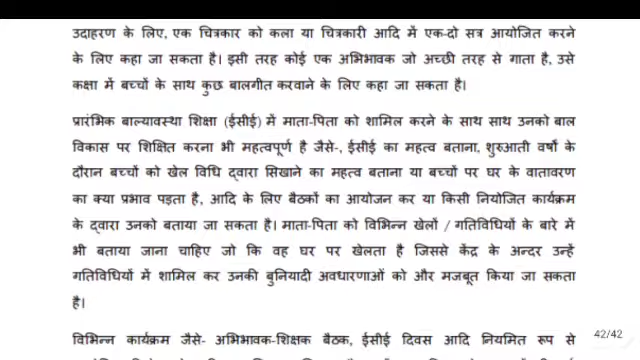 उदाहरण के लिए, एक चित्रकार को कला या चित्रकारी आदि में एक-दो सत्र आयोजित करने
के लिए कहा जा सकता है। इसी तरह कोई एक अभिभावक जो अच्छी तरह से गाता है, उसे
कक्षा में बच्चों के साथ कुछ बालगीत करवाने के लिए कहा जा सकता है।
प्रारंभिक बाल्यावस्था शिक्षा (ईसीई) में माता-पिता को शामिल करने के साथ साथ उनको बाल
विकास पर शिक्षित करना भी महत्वपूर्ण है जैसे-, ईसीई का महत्व बताना, शुरुआती वर्षों के
दौरान बच्चों को खेल विधि द्वारा सिखाने का महत्व बताना या बच्चों पर घर के वातावरण
का क्या प्रभाव पड़ता है, आदि के लिए बैठकों का आयोजन कर या किसी नियोजित कार्यक्रम
के द्वारा उनको बताया जा सकता है। माता-पिता को विभिन्न खेलों / गतिविधियों के बारे में
भी बताया जाना चाहिए जो कि वह घर पर खेलता है जिससे केंद्र के अन्दर उन्हें
गतिविधियों में शामिल कर उनकी बुनियादी अवधारणाओं को और मजबूत किया जा सकता
है।
42/42
विभिन्न कार्यक्रम जैसे- अभिभावक-शिक्षक बैठक, ईसीई दिवस आदि नियमित रूप से